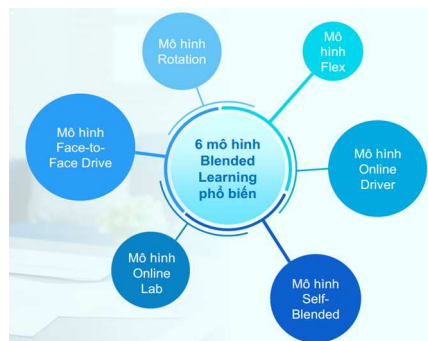 6 mô hình
Blended
Learning
phổ biến
Mô hình
Rotation
Mô
hình
Flex
Mô hình
Online
Driver
Mô hình
Self-
Blended
Mô hình
Online
Lab
Mô hình
Face-to-
Face Drive